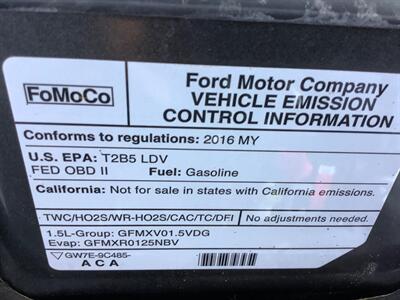 FoMoCo
Ford Motor Company
VEHICLE EMISSION
CONTROL INFORMATION
Conforms to regulations: 2016 MY
U.S. EPA: T2B5 LDV
FED OBD II Fuel: Gasoline
California: Not for sale in states with California emissions.
TWC/HO2S/WR-HO2S/CAC/TC/DFI No adjustments needed.
1.5L-Group: GFMXV01.5VDG
Evap: GFMXR0125NBV
GW7E-9C485-
ACA